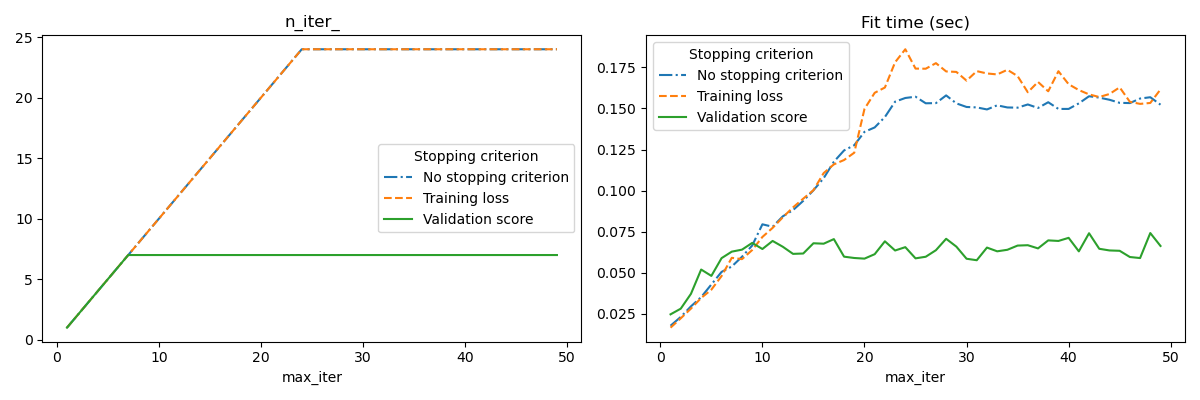 n_iter_
25
20
15
10
5
0
Stopping criterion
No stopping criterion
Training loss
Validation score
0 10 20 30 40 50
max_iter
Fit time (sec)
0.175
0.150
0.125
0.100
0.075
0.050
0.025
Stopping criterion
No stopping criterion
Training loss
Validation score
0 10 20 30 40 50
max_iter